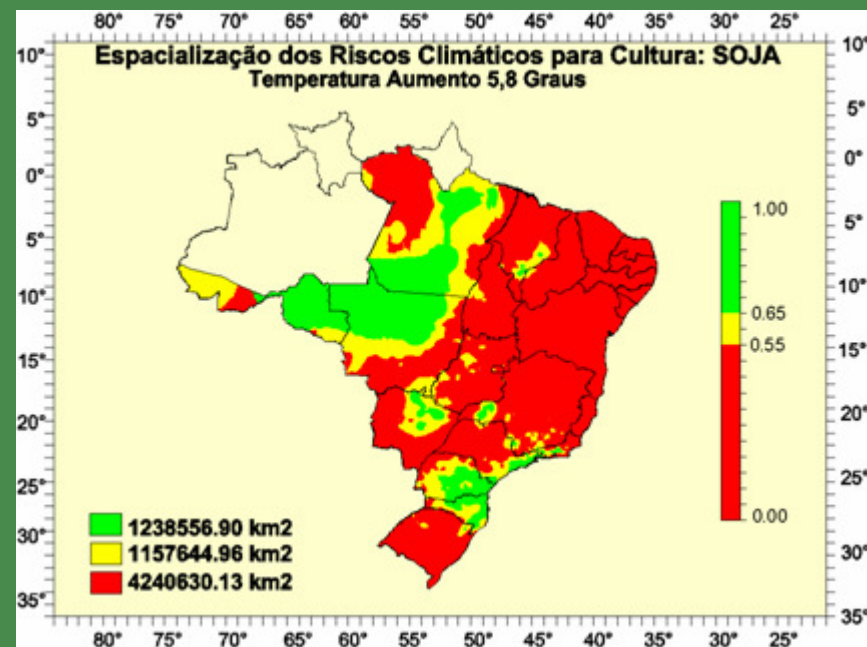 80° 75° 70° 65° 60° 55° 50° 45° 40° 35° 30° 25°
Espacialização dos Riscos Climáticos para Cultura: SOJA
Temperatura Aumento 5,8 Graus
10° 10°
5° 5°
0° 0°
5° 5°
10° 10°
15° 15°
20° 20°
25° 25°
30° 30°
35° 35°
1.00
0.65
0.55
0.00
1238556.90 km2
1157644.96 km2
4240630.13 km2
80° 75° 70° 65° 60° 55° 50° 45° 40° 35° 30° 25°